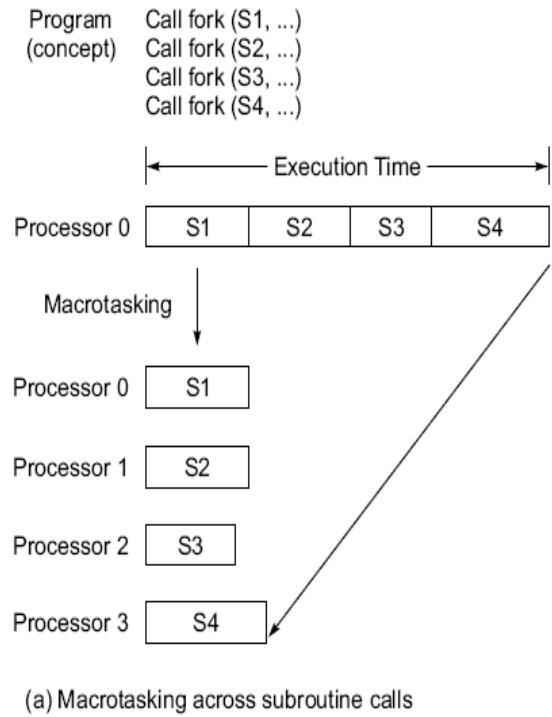 Program Call fork (S1, ...)
(concept) Call fork (S2, ...)
Call fork (S3, ...)
Call fork (S4, ...)
Execution Time
Processor 0 S1 S2 S3 S4
Macrotasking
Processor 0 S1
Processor 1 S2
Processor 2 S3
Processor 3 S4
(a) Macrotasking across subroutine calls